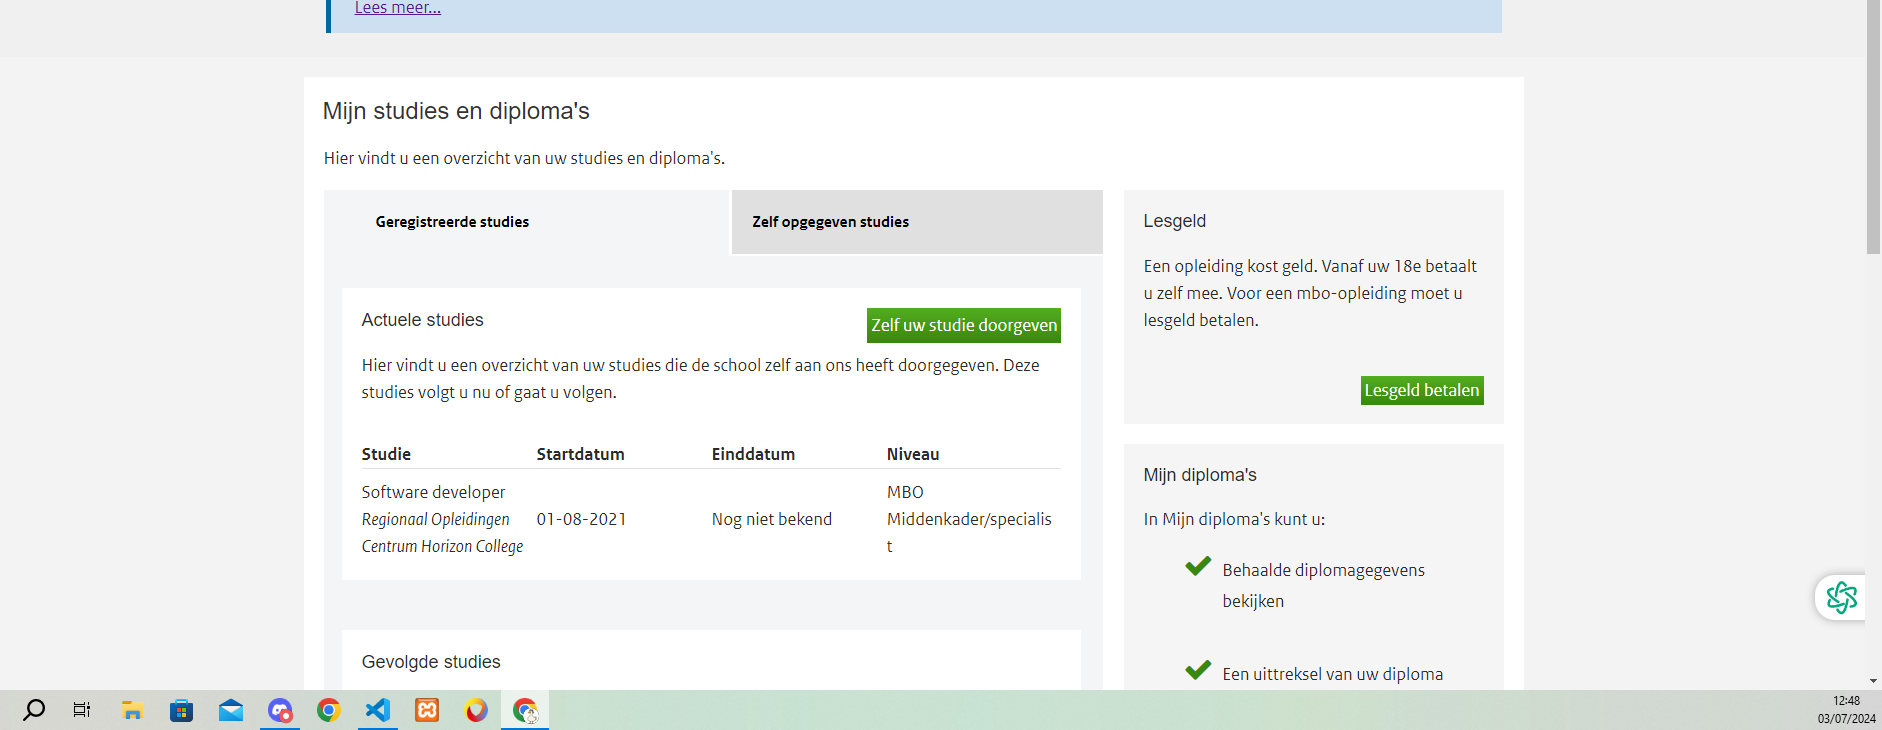 Lees meer...
Mijn studies en diploma's
Hier vindt u een overzicht van uw studies en diploma's.
Geregistreerde studies
Zelf opgegeven studies
Actuele studies
Zelf uw studie doorgeven
Hier vindt u een overzicht van uw studies die de school zelf aan ons heeft doorgegeven. Deze
studies volgt u nu of gaat u volgen.
Studie Startdatum Einddatum Niveau
Software developer
Regionaal Opleidingen
Centrum Horizon College
01-08-2021
Nog niet bekend
MBO
Middenkader/specialis
t
Gevolgde studies
Lesgeld
Een opleiding kost geld. Vanaf uw 18e betaalt
u zelf mee. Voor een mbo-opleiding moet u
lesgeld betalen.
Lesgeld betalen
Mijn diploma's
In Mijn diploma's kunt u:
Behaalde diplomagegevens
bekijken
Een uittreksel van uw diploma
12:48
03/07/2024